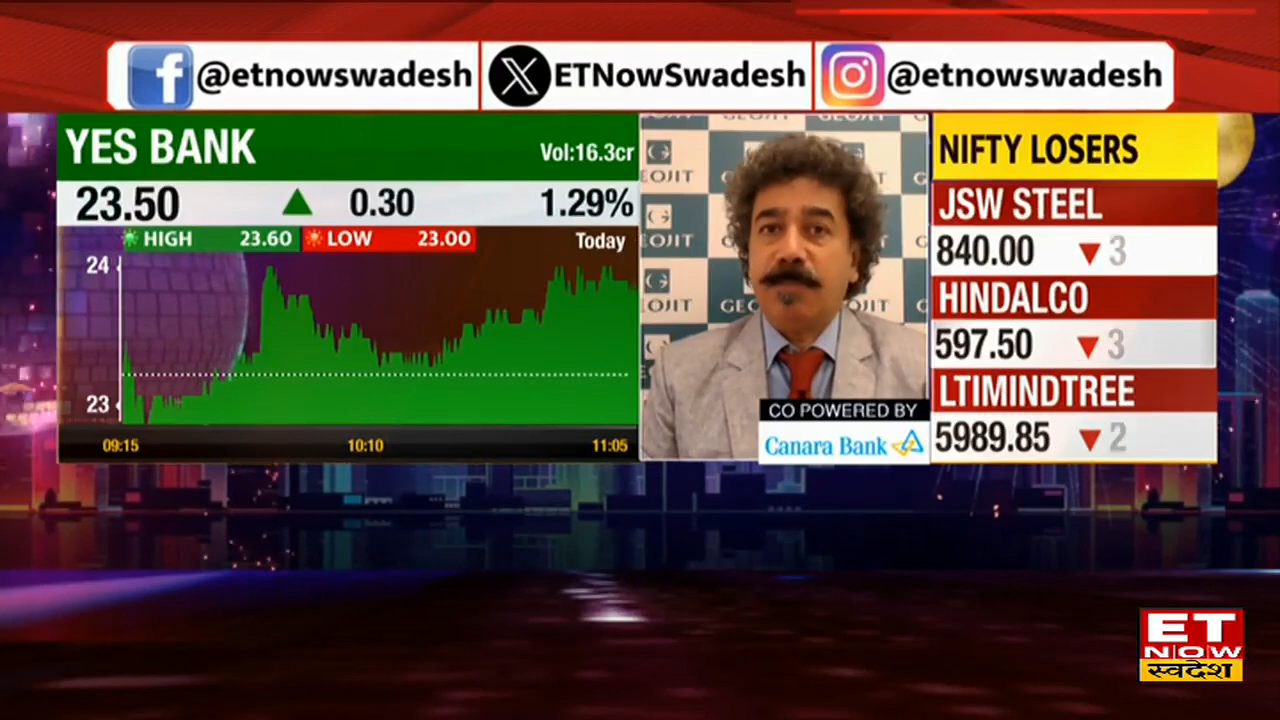 @etnowswadesh
ETNowSwadesh
@etnowswadesh
YES BANK
Vol:16.3cr
23.50 ▲ 0.30 1.29%
HIGH 23.60 LOW 23.00 Today
24
23
09:15 10:10 11:05
GEOJIT
CO POWERED BY
Canara Bank
NIFTY LOSERS
JSW STEEL
840.00 ▼ 3
HINDALCO
597.50 ▼ 3
LTIMINDTREE
5989.85 ▼ 2
ET
NOW
स्वदेश